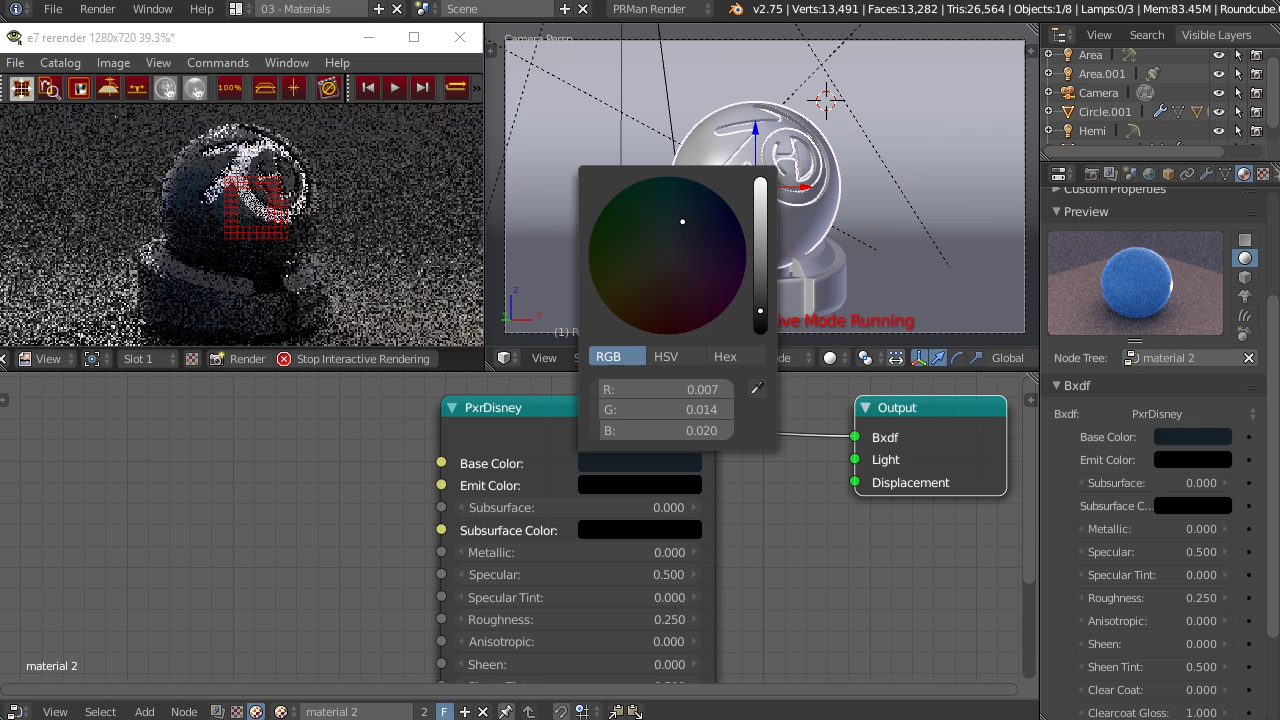 File Render Window Help 03 - Materials Scene PRMan Render v2.75 | Verts:13,491 | Faces:13,282 | Tris:26,564 | Objects:1/8 | Lamps:0/3 | Mem:83.45M | Roundcube.0
e7 rerender 1280x720 39.3%*
File Catalog Image View Commands Window Help
100%
Camera Persp
View Search Visible Layers
Area
Area.001
Camera
Circle.001
Hemi
Custom Properties
Preview
z
x
(1) R
ive Mode Running
View Slot 1 Render Stop Interactive Rendering
View Global
RGB HSV Hex
R: 0.007
G: 0.014
B: 0.020
Node Tree: material 2
Bxdf
Bxdf: PxrDisney
Base Color:
Emit Color:
Subsurface: 0.000
Subsurface C...
Metallic: 0.000
Specular: 0.500
Specular Tint: 0.000
Roughness: 0.250
Anisotropic: 0.000
Sheen: 0.000
Sheen Tint: 0.500
Clear Coat: 0.000
Clearcoat Gloss: 1.000
PxrDisney
Base Color:
Emit Color:
Subsurface: 0.000
Subsurface Color:
Metallic: 0.000
Specular: 0.500
Specular Tint: 0.000
Roughness: 0.250
Anisotropic: 0.000
Sheen: 0.000
Output
Bxdf
Light
Displacement
material 2
View Select Add Node material 2 2 F